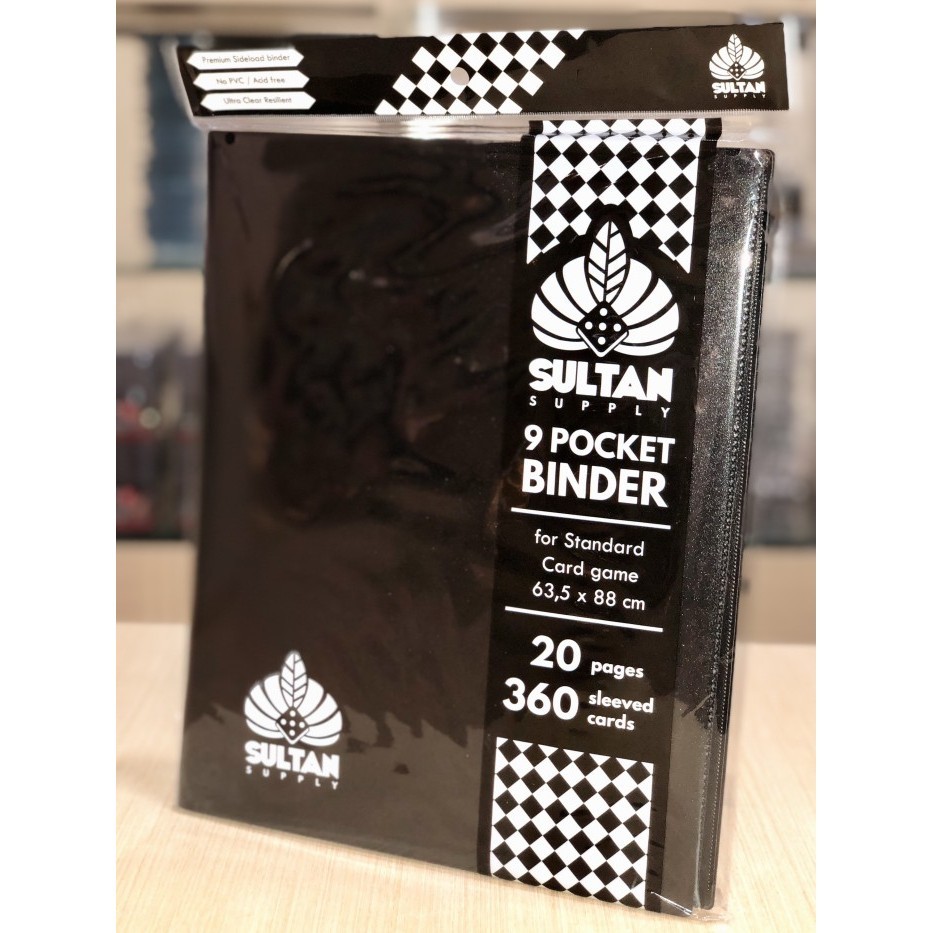 Premium Sideload binder
No PVC / Acid free
Ultra Clear Resilient
SULTAN
SUPPLY
SULTAN
SUPPLY
9 POCKET
BINDER
for Standard
Card game
63,5 x 88 cm
20 pages
360 sleeved
cards
SULTAN
SUPPLY